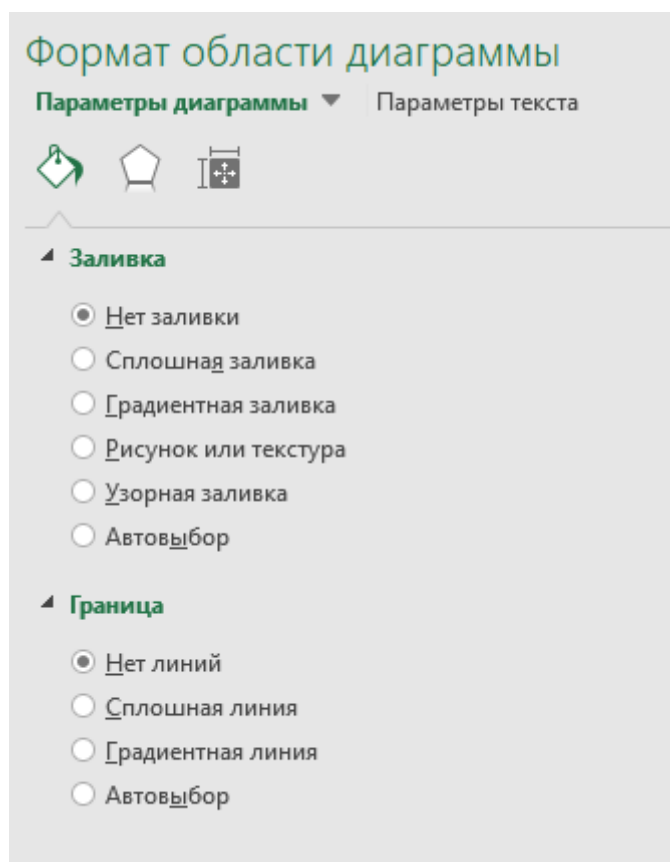 Формат области диаграммы
Параметры диаграммы Параметры текста
Заливка
Нет заливки
Сплошная заливка
Градиентная заливка
Рисунок или текстура
Узорная заливка
Автовыбор
Граница
Нет линий
Сплошная линия
Градиентная линия
Автовыбор